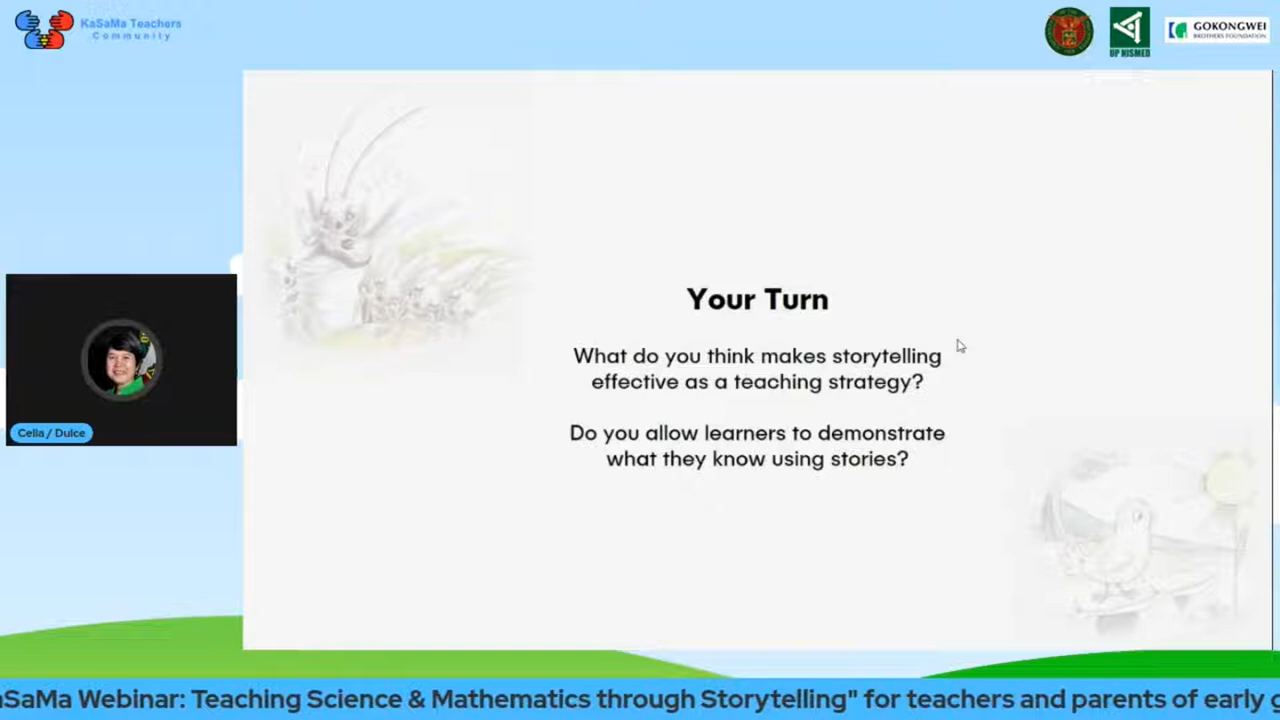 KaSaMa Teachers
Community
UP NISMED
GOKONGWEI
BROTHERS FOUNDATION
Your Turn
What do you think makes storytelling
effective as a teaching strategy?
Do you allow learners to demonstrate
what they know using stories?
Cella / Dulce
aSaMa Webinar: Teaching Science & Mathematics through Storytelling" for teachers and parents of early g